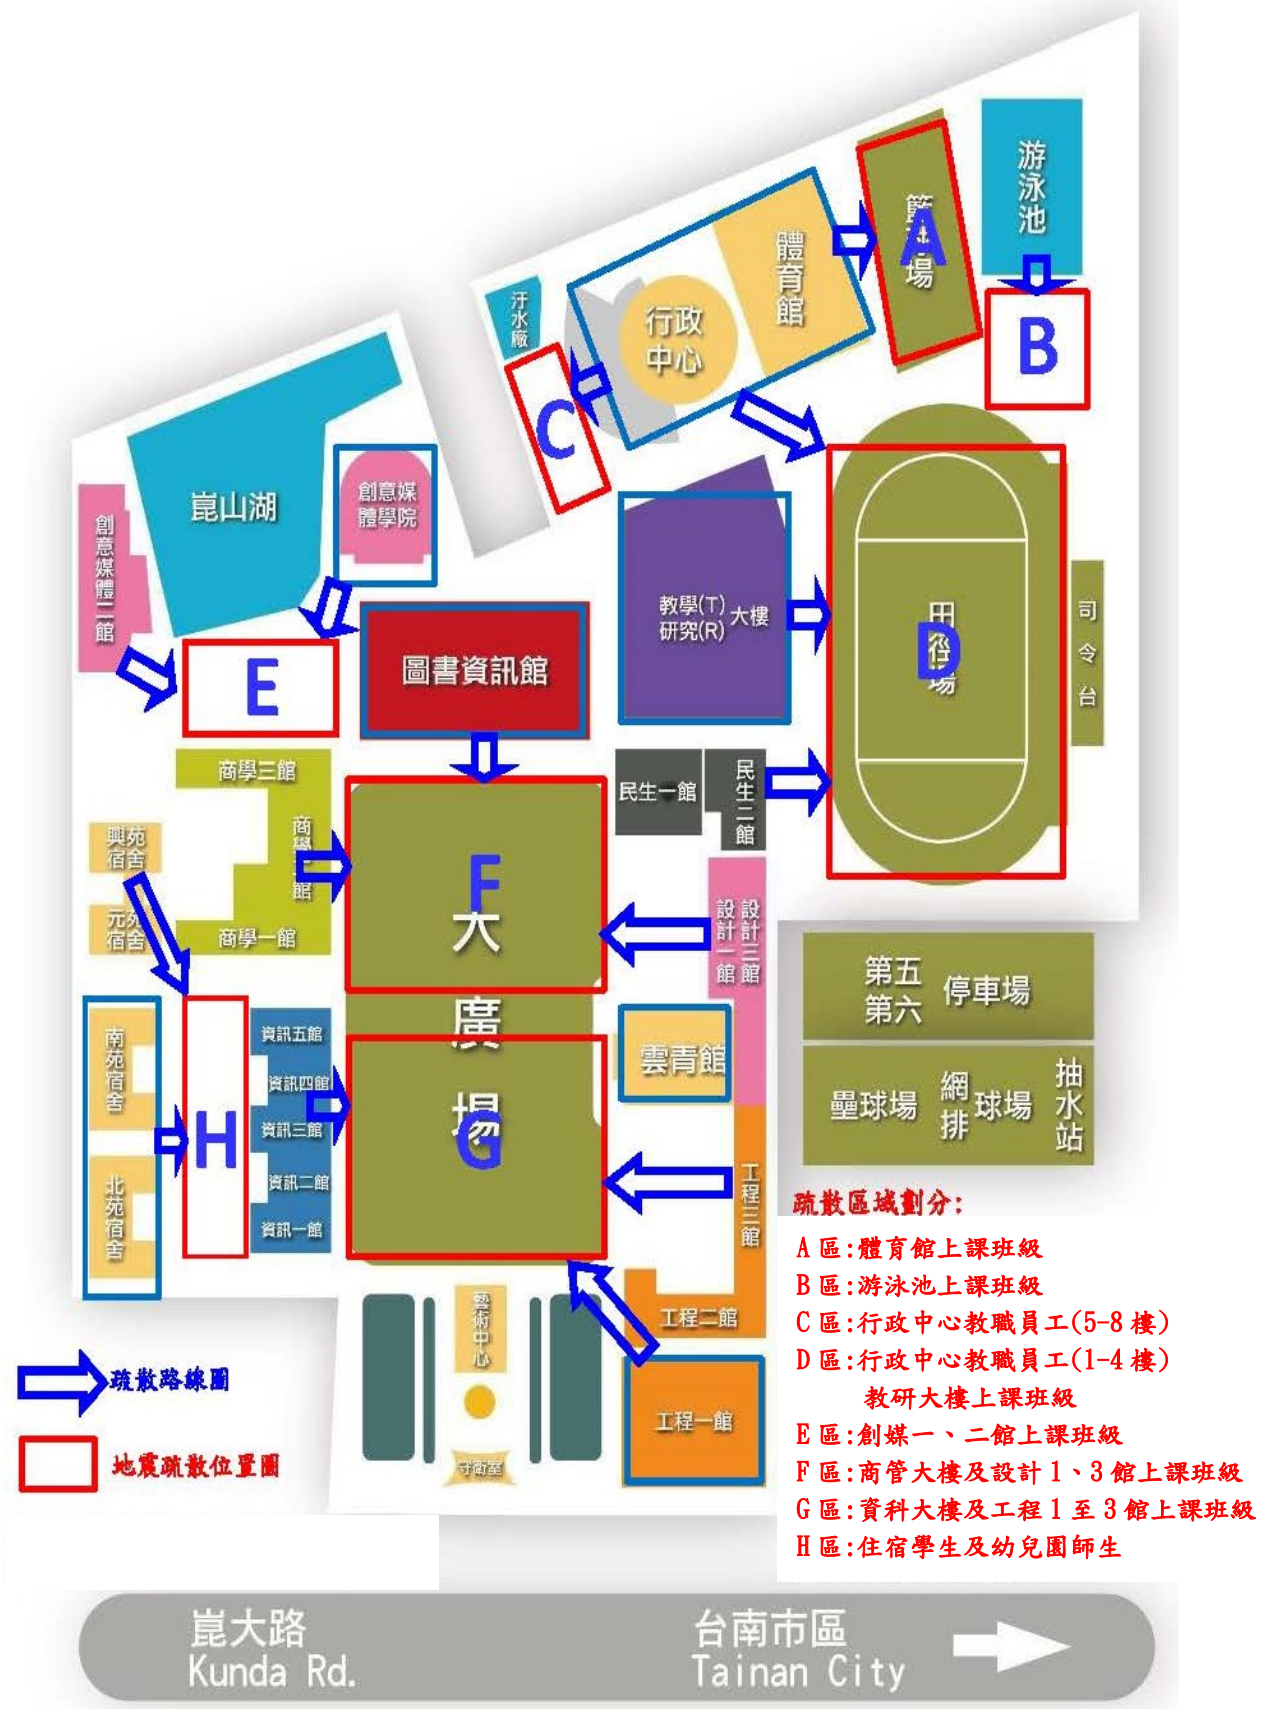 游泳池
籃球場
A
體育館
行政
中心
汙水廠
B
C
崑山湖
創意媒
體學院
創意媒體二館
教學(T)
研究(R)
大樓
田徑場
D
司令台
E
圖書資訊館
商學三館
民生一館
民生二館
興苑
宿舍
元苑
宿舍
商學二館
商學一館
F
大廣場
設計一館
設計三館
第五
第六
停車場
南苑宿舍
北苑宿舍
H
資訊五館
資訊四館
資訊三館
資訊二館
資訊一館
G
雲青館
壘球場
網排
球場
抽水站
工程三館
工程二館
工程一館
藝術中心
守衛室
疏散路線圖
地震疏散位置圖
疏散區域劃分:
A區:體育館上課班級
B區:游泳池上課班級
C區:行政中心教職員工(5-8樓)
D區:行政中心教職員工(1-4樓)
教研大樓上課班級
E區:創媒一、二館上課班級
F區:商管大樓及設計1、3館上課班級
G區:資科大樓及工程1至3館上課班級
H區:住宿學生及幼兒園師生
崑大路
Kunda Rd.
台南市區
Tainan City